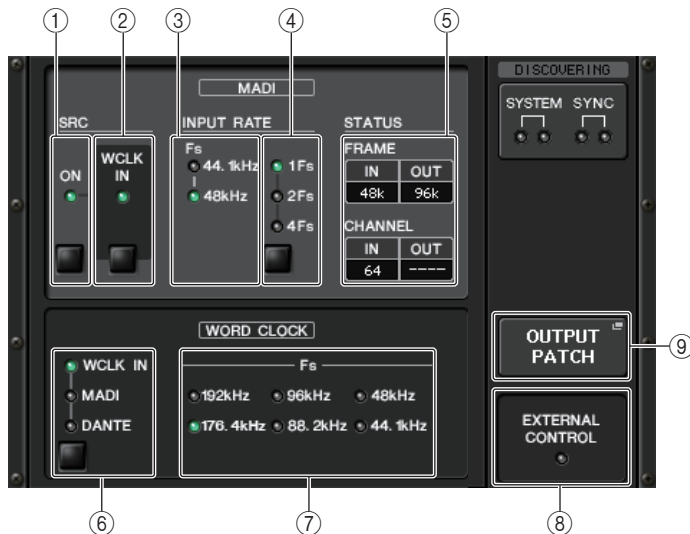 ① ② ③ ④ ⑤
DISCOVERING
MADI
SYSTEM SYNC
SRC INPUT RATE STATUS
ON
WCLK IN
Fs
44.1kHz
48kHz
1Fs
2Fs
4Fs
FRAME
IN OUT
48k 96k
CHANNEL
IN OUT
64 ----
WORD CLOCK
WCLK IN
MADI
DANTE
Fs
192kHz 96kHz 48kHz
176.4kHz 88.2kHz 44.1kHz
OUTPUT
PATCH
⑨
EXTERNAL
CONTROL
⑥ ⑦ ⑧